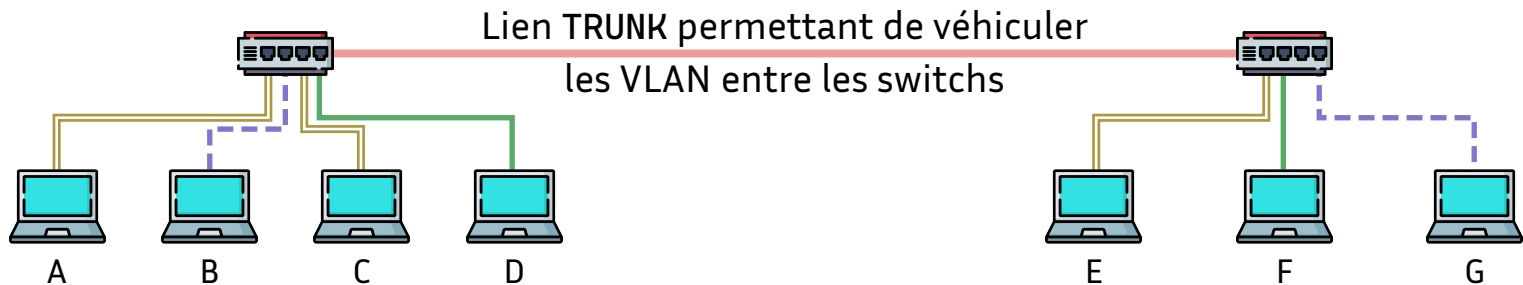 Lien TRUNK permettant de véhiculer
les VLAN entre les switchs
A B C D E F G